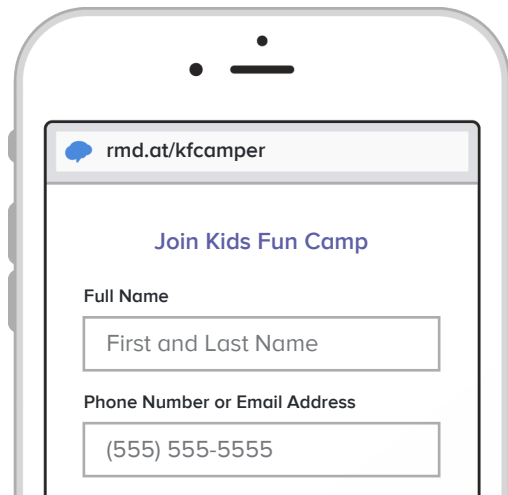 rmd.at/kfcamper
Join Kids Fun Camp
Full Name
First and Last Name
Phone Number or Email Address
(555) 555-5555